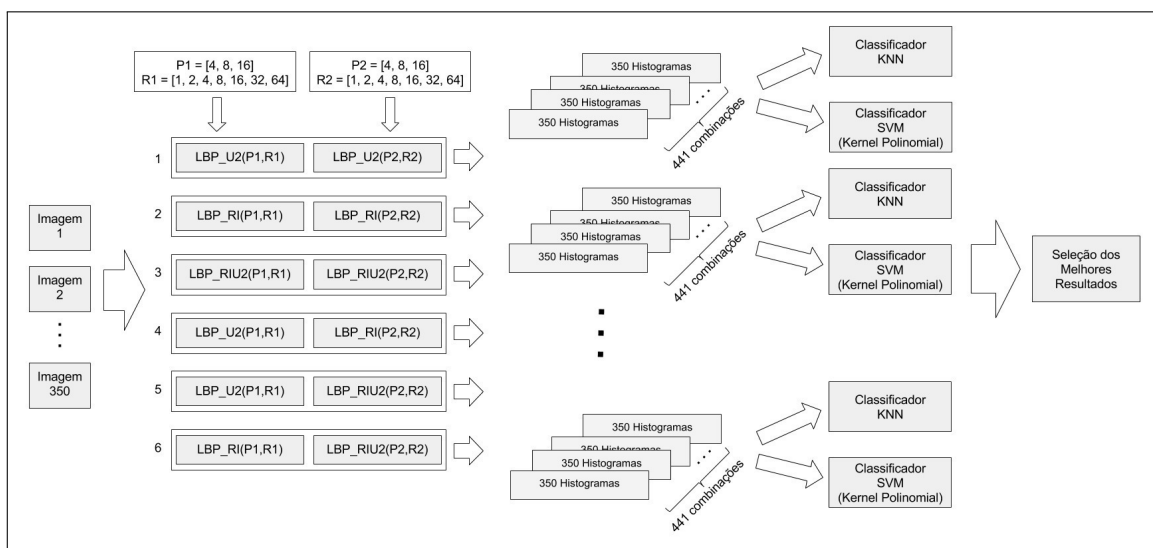 P1 = [4, 8, 16]
R1 = [1, 2, 4, 8, 16, 32, 64]
P2 = [4, 8, 16]
R2 = [1, 2, 4, 8, 16, 32, 64]
Imagem
1
Imagem
2
Imagem
350
1
LBP_U2(P1,R1)
LBP_U2(P2,R2)
2
LBP_RI(P1,R1)
LBP_RI(P2,R2)
3
LBP_RIU2(P1,R1)
LBP_RIU2(P2,R2)
4
LBP_U2(P1,R1)
LBP_RI(P2,R2)
5
LBP_U2(P1,R1)
LBP_RIU2(P2,R2)
6
LBP_RI(P1,R1)
LBP_RIU2(P2,R2)
350 Histogramas
350 Histogramas
350 Histogramas
350 Histogramas
441 combinações
Classificador
KNN
Classificador
SVM
(Kernel Polinomial)
350 Histogramas
350 Histogramas
350 Histogramas
350 Histogramas
441 combinações
Classificador
KNN
Classificador
SVM
(Kernel Polinomial)
350 Histogramas
350 Histogramas
350 Histogramas
350 Histogramas
441 combinações
Classificador
KNN
Classificador
SVM
(Kernel Polinomial)
Seleção dos
Melhores
Resultados